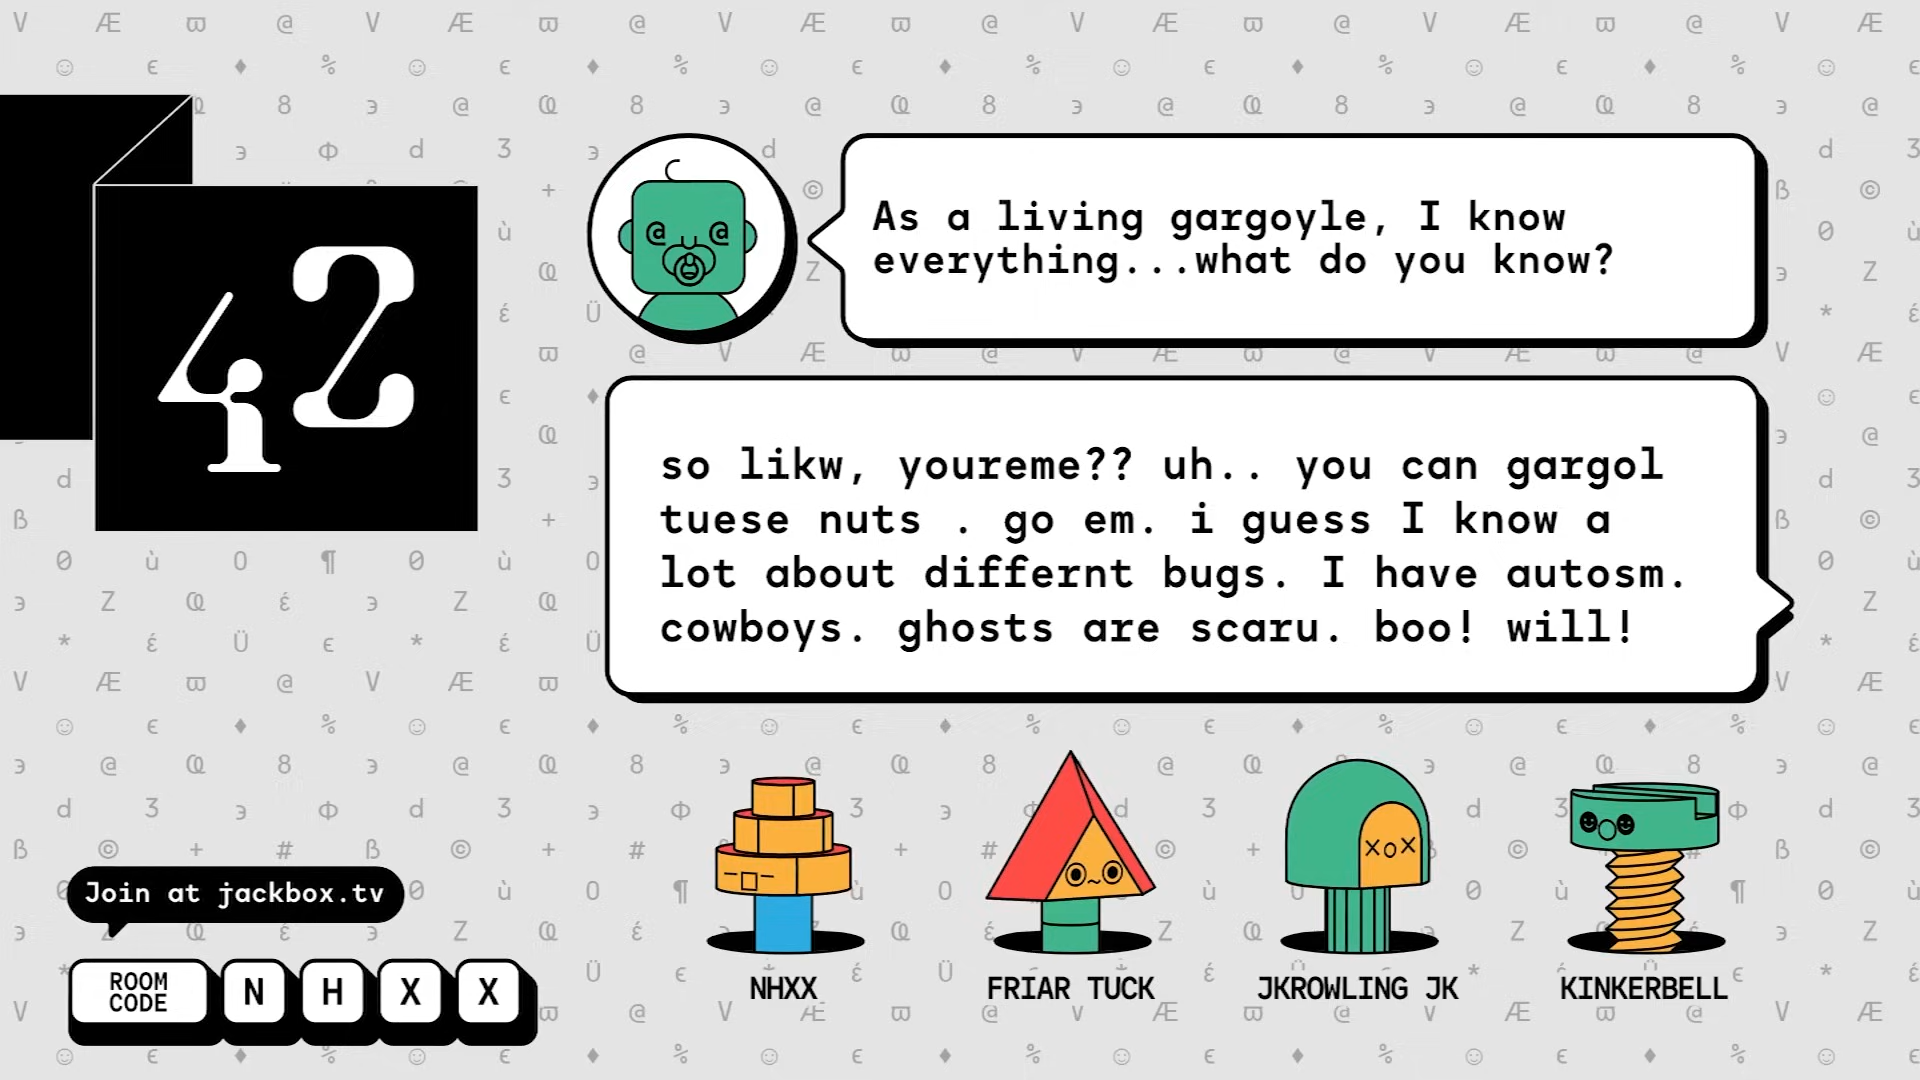 42
As a living gargoyle, I know
everything...what do you know?
so likw, youreme?? uh.. you can gargol
tuese nuts . go em. i guess I know a
lot about differnt bugs. I have autosm.
cowboys. ghosts are scaru. boo! will!
Join at jackbox.tv
ROOM
CODE
N H X X
NHXX
FRIAR TUCK
JKROWLING JK
KINKERBELL